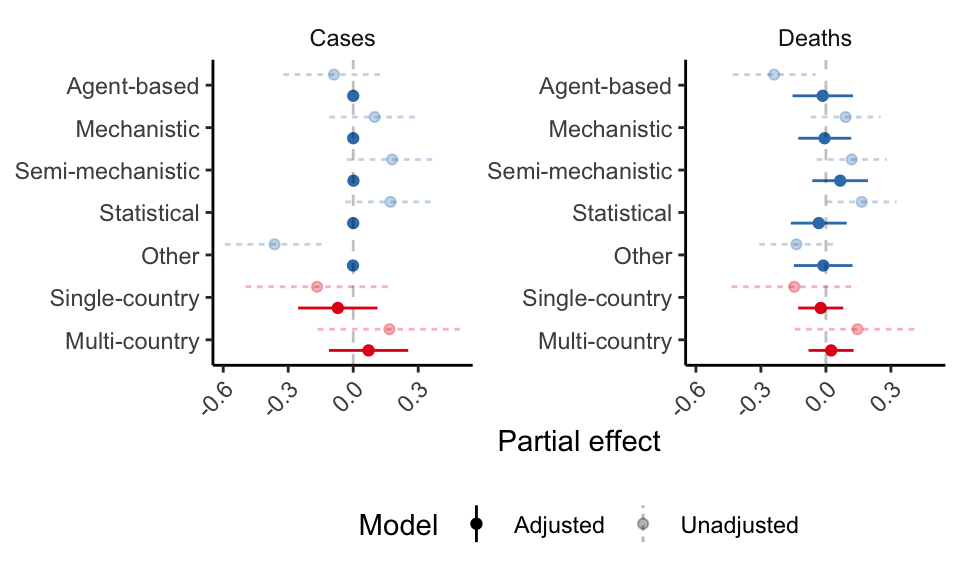 Cases
Agent-based
Mechanistic
Semi-mechanistic
Statistical
Other
Single-country
Multi-country
-0.6
-0.3
0.0
0.3
Deaths
Agent-based
Mechanistic
Semi-mechanistic
Statistical
Other
Single-country
Multi-country
-0.6
-0.3
0.0
0.3
Partial effect
Model Adjusted Unadjusted